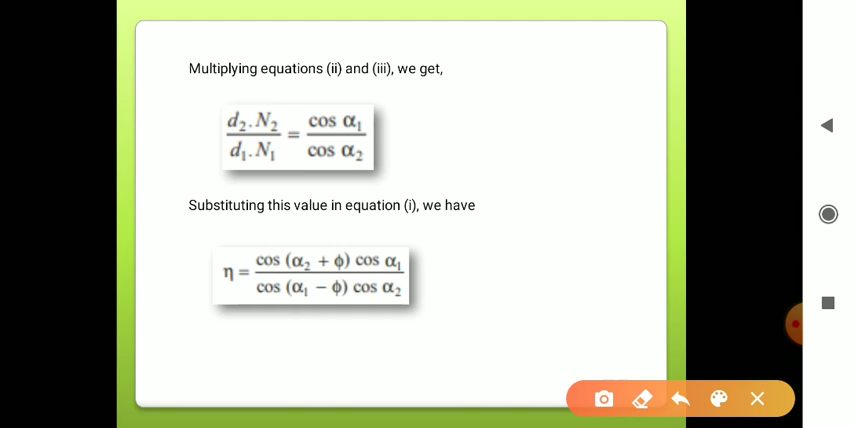 Multiplying equations (ii) and (iii), we get,
d₂.N₂ / d₁.N₁ = cos α₁ / cos α₂
Substituting this value in equation (i), we have
η = cos (α₂ + ϕ) cos α₁ / cos (α₁ − ϕ) cos α₂